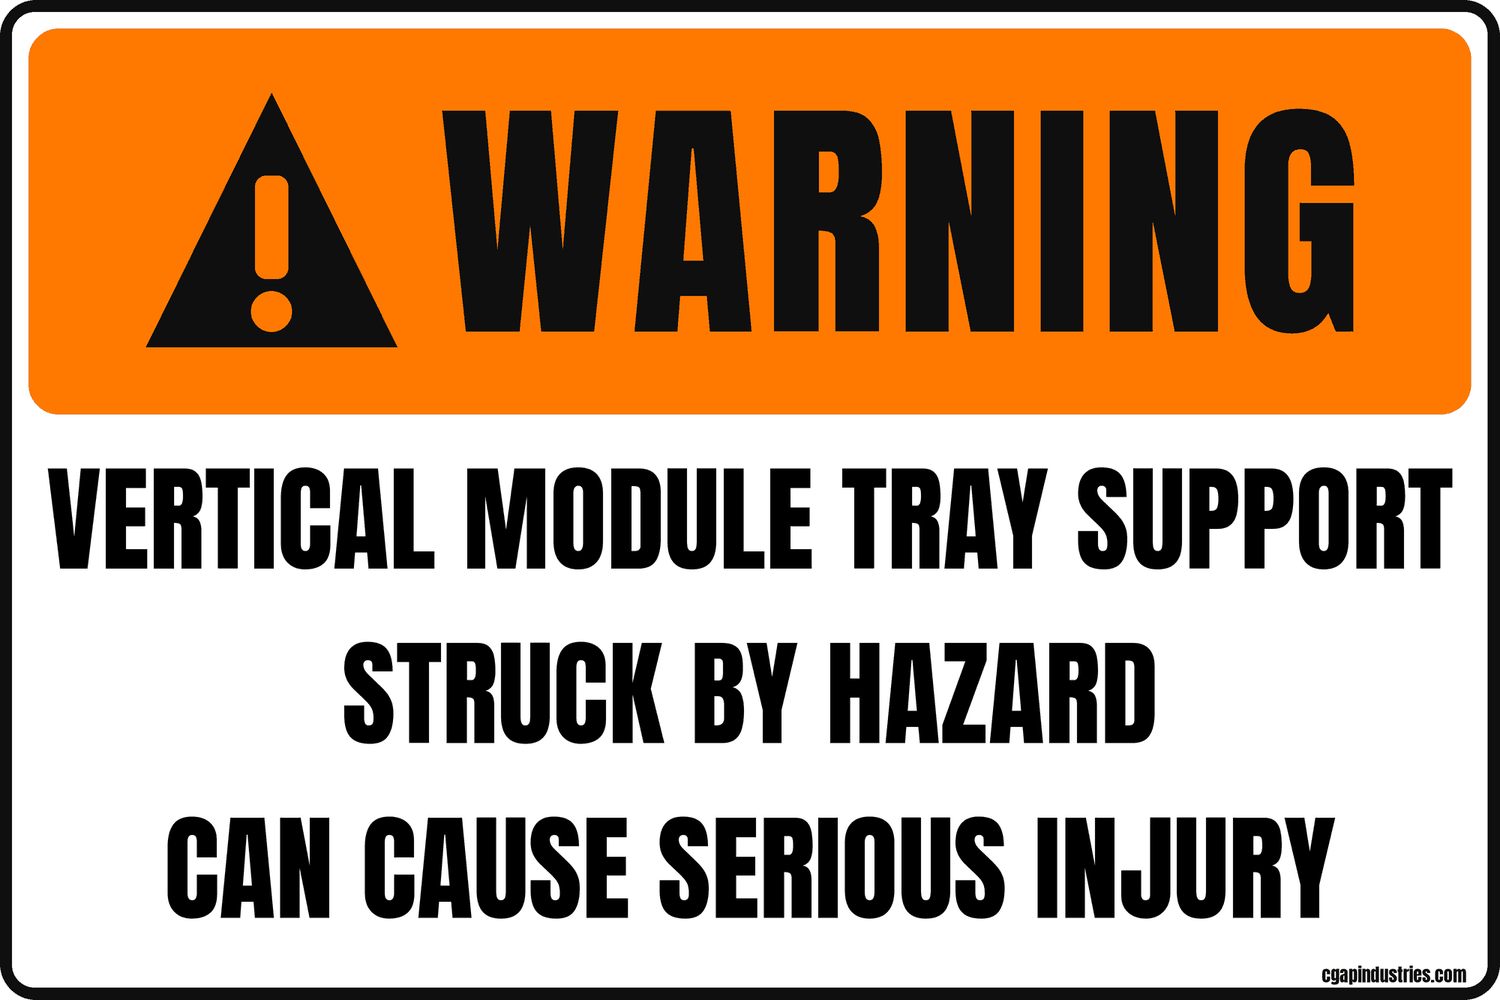 WARNING
VERTICAL MODULE TRAY SUPPORT
STRUCK BY HAZARD
CAN CAUSE SERIOUS INJURY
cgapindustries.com